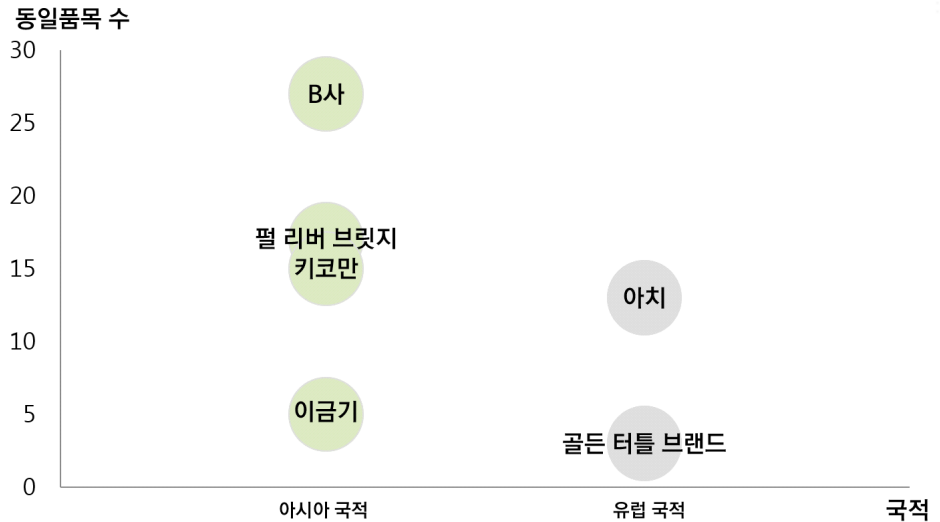 동일품목 수
30
25
20
15
10
5
0
B사
펄 리버 브릿지
키코만
이금기
아치
골든 터틀 브랜드
아시아 국적
유럽 국적
국적